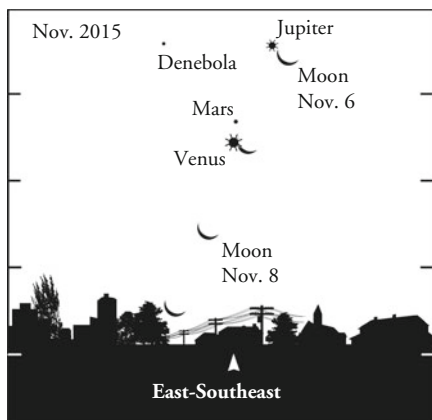 Nov. 2015
Jupiter
Denebola
Moon
Nov. 6
Mars
Venus
Moon
Nov. 8
East-Southeast